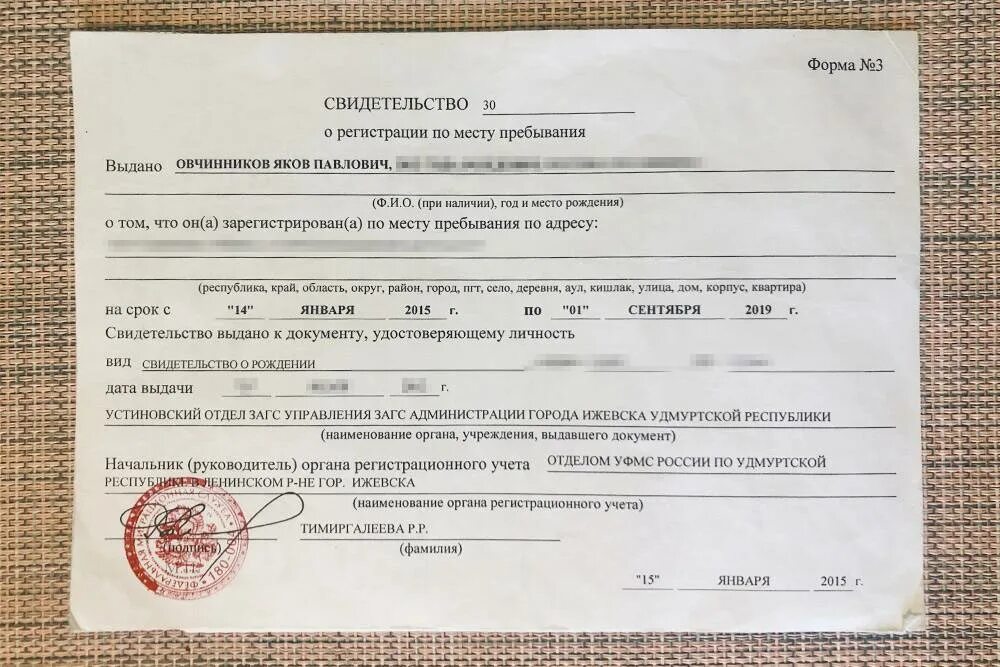 Форма №3
СВИДЕТЕЛЬСТВО 30
о регистрации по месту пребывания
Выдано ОВЧИННИКОВ ЯКОВ ПАВЛОВИЧ,
(Ф.И.О. (при наличии), год и место рождения)
о том, что он(а) зарегистрирован(а) по месту пребывания по адресу:
(республика, край, область, округ, район, город, пгт, село, деревня, аул, кишлак, улица, дом, корпус, квартира)
на срок с "14" ЯНВАРЯ 2015 г. по "01" СЕНТЯБРЯ 2019 г.
Свидетельство выдано к документу, удостоверяющему личность
вид СВИДЕТЕЛЬСТВО О РОЖДЕНИИ
дата выдачи г.
УСТИНОВСКИЙ ОТДЕЛ ЗАГС УПРАВЛЕНИЯ ЗАГС АДМИНИСТРАЦИИ ГОРОДА ИЖЕВСКА УДМУРТСКОЙ РЕСПУБЛИКИ
(наименование органа, учреждения, выдавшего документ)
Начальник (руководитель) органа регистрационного учета ОТДЕЛОМ УФМС РОССИИ ПО УДМУРТСКОЙ
РЕСПУБЛИКЕ В ЛЕНИНСКОМ Р-НЕ ГОР. ИЖЕВСКА
(наименование органа регистрационного учета)
ТИМИРГАЛЕЕВА Р.Р.
(подпись) (фамилия)
ФЕДЕРАЛЬНАЯ МИГРАЦИОННАЯ СЛУЖБА
"15" ЯНВАРЯ 2015 г.